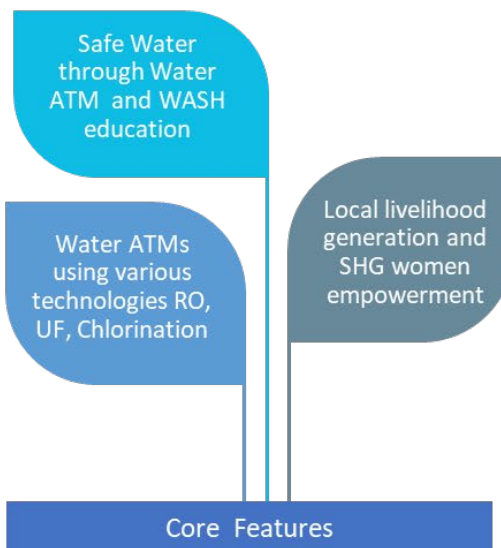 Safe Water
through Water
ATM and WASH
education
Water ATMs
using various
technologies RO,
UF, Chlorination
Local livelihood
generation and
SHG women
empowerment
Core Features